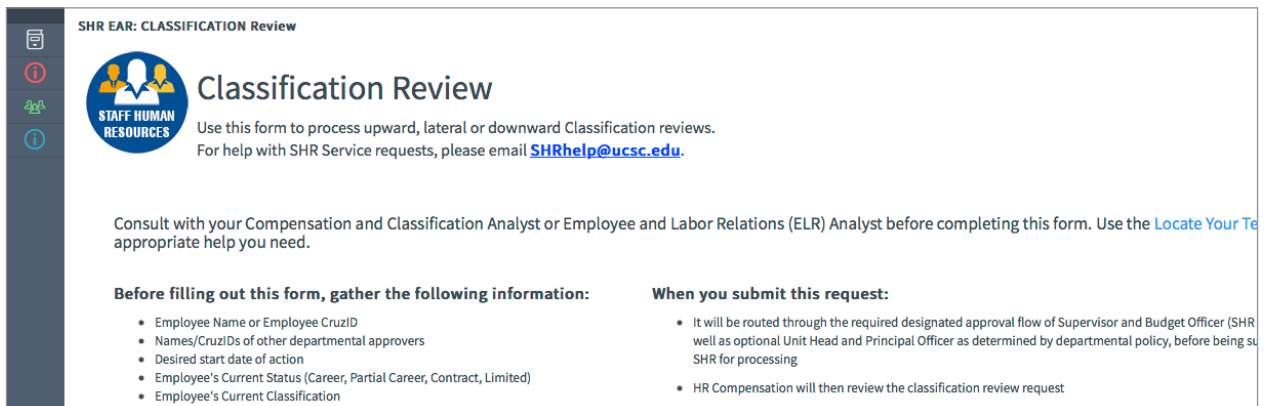 SHR EAR: CLASSIFICATION Review
STAFF HUMAN
RESOURCES
Classification Review
Use this form to process upward, lateral or downward Classification reviews.
For help with SHR Service requests, please email SHRhelp@ucsc.edu.
Consult with your Compensation and Classification Analyst or Employee and Labor Relations (ELR) Analyst before completing this form. Use the Locate Your Te
appropriate help you need.
Before filling out this form, gather the following information:
• Employee Name or Employee CruzID
• Names/CruzIDs of other departmental approvers
• Desired start date of action
• Employee's Current Status (Career, Partial Career, Contract, Limited)
• Employee's Current Classification
When you submit this request:
• It will be routed through the required designated approval flow of Supervisor and Budget Officer (SHR
well as optional Unit Head and Principal Officer as determined by departmental policy, before being su
SHR for processing
• HR Compensation will then review the classification review request